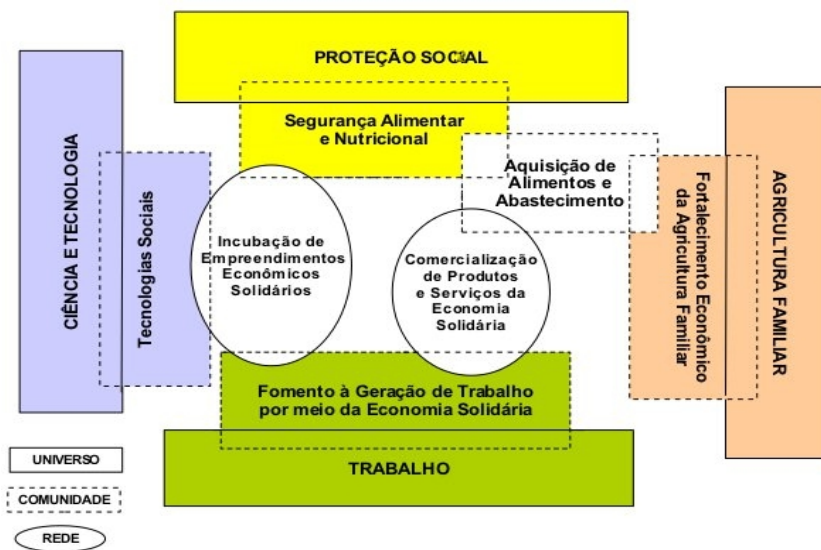 PROTEÇÃO SOCIAL
Segurança Alimentar
e Nutricional
Aquisição de
Alimentos e
Abastecimento
CIÊNCIA E TECNOLOGIA
Tecnologias Sociais
Incubação de
Empreendimentos
Econômicos
Solidários
Comercialização
de Produtos
e Serviços da
Economia
Solidária
Fortalecimento Econômico
da Agricultura Familiar
AGRICULTURA FAMILIAR
Fomento à Geração de Trabalho
por meio da Economia Solidária
TRABALHO
UNIVERSO
COMUNIDADE
REDE